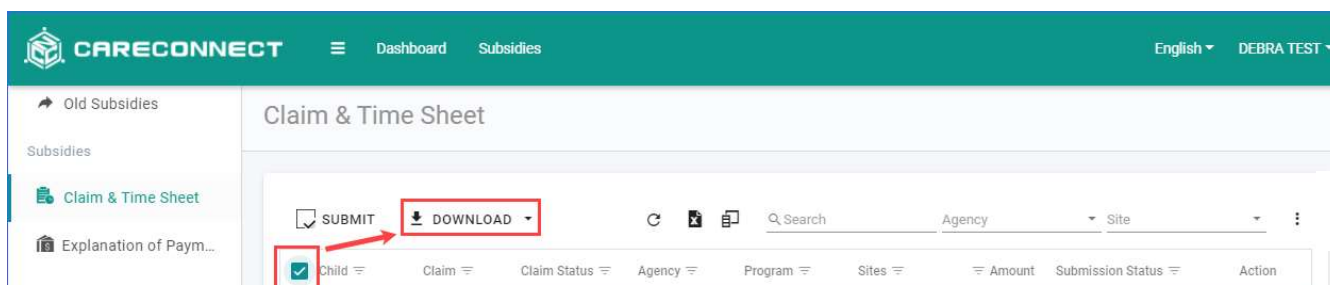 CARECONNECT Dashboard Subsidies English DEBRA TEST
Old Subsidies
Claim & Time Sheet
Subsidies
Claim & Time Sheet
SUBMIT DOWNLOAD Search Agency Site
Explanation of Paym...
Child Claim Claim Status Agency Program Sites Amount Submission Status Action